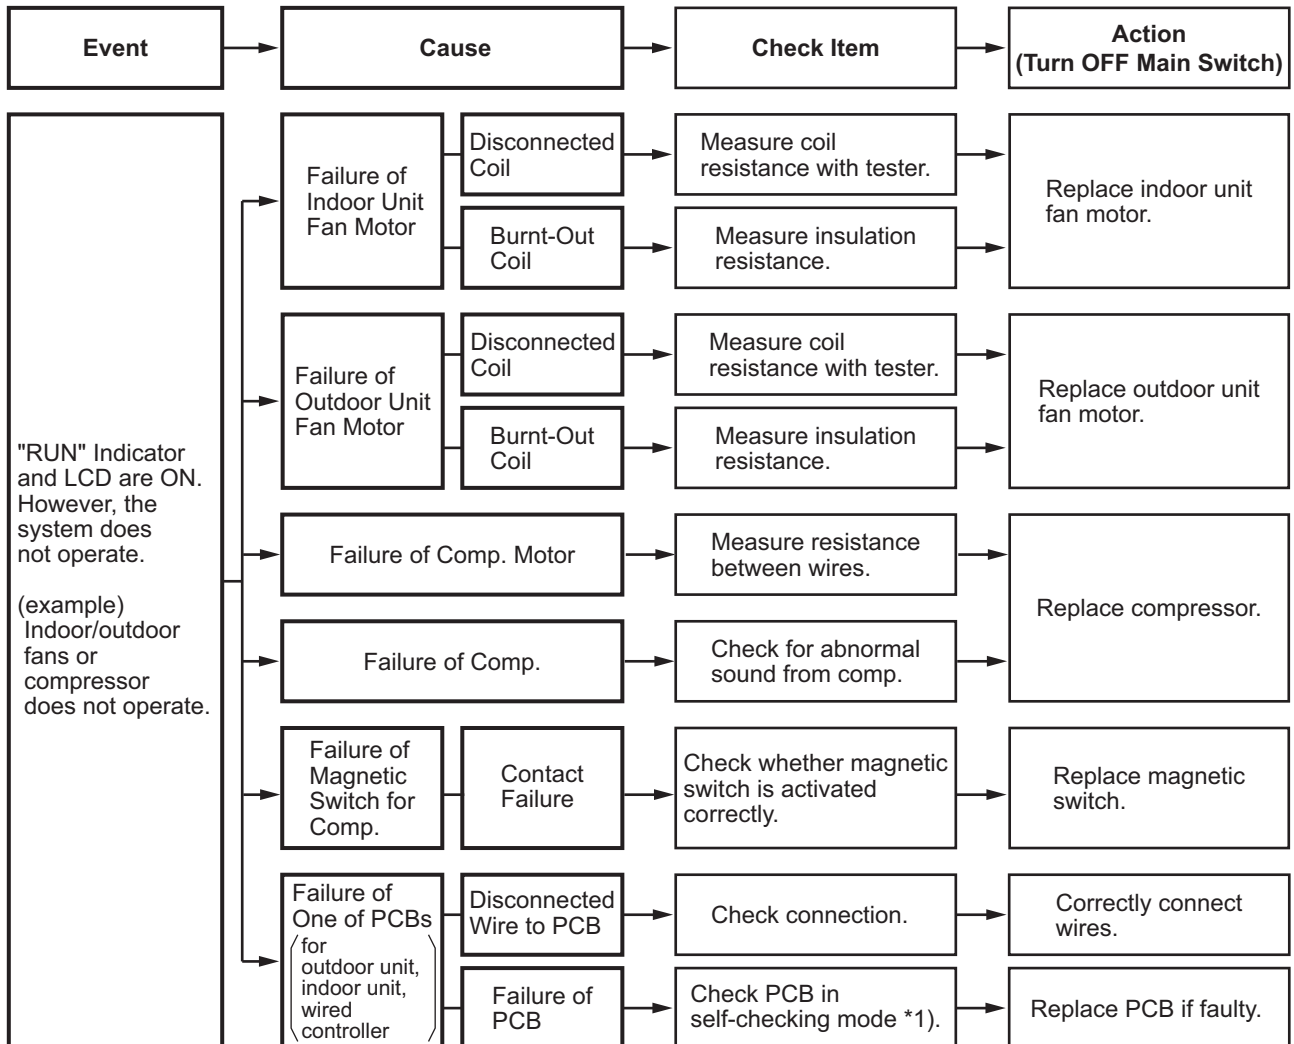 Event
Cause
Check Item
Action
(Turn OFF Main Switch)
"RUN" Indicator
and LCD are ON.
However, the
system does
not operate.
(example)
Indoor/outdoor
fans or
compressor
does not operate.
Failure of
Indoor Unit
Fan Motor
Disconnected
Coil
Measure coil
resistance with tester.
Burnt-Out
Coil
Measure insulation
resistance.
Replace indoor unit
fan motor.
Failure of
Outdoor Unit
Fan Motor
Disconnected
Coil
Measure coil
resistance with tester.
Burnt-Out
Coil
Measure insulation
resistance.
Replace outdoor unit
fan motor.
Failure of Comp. Motor
Measure resistance
between wires.
Failure of Comp.
Check for abnormal
sound from comp.
Replace compressor.
Failure of
Magnetic
Switch for
Comp.
Contact
Failure
Check whether magnetic
switch is activated
correctly.
Replace magnetic
switch.
Failure of
One of PCBs
(for
outdoor unit,
indoor unit,
wired
controller)
Disconnected
Wire to PCB
Check connection.
Correctly connect
wires.
Failure of
PCB
Check PCB in
self-checking mode *1).
Replace PCB if faulty.